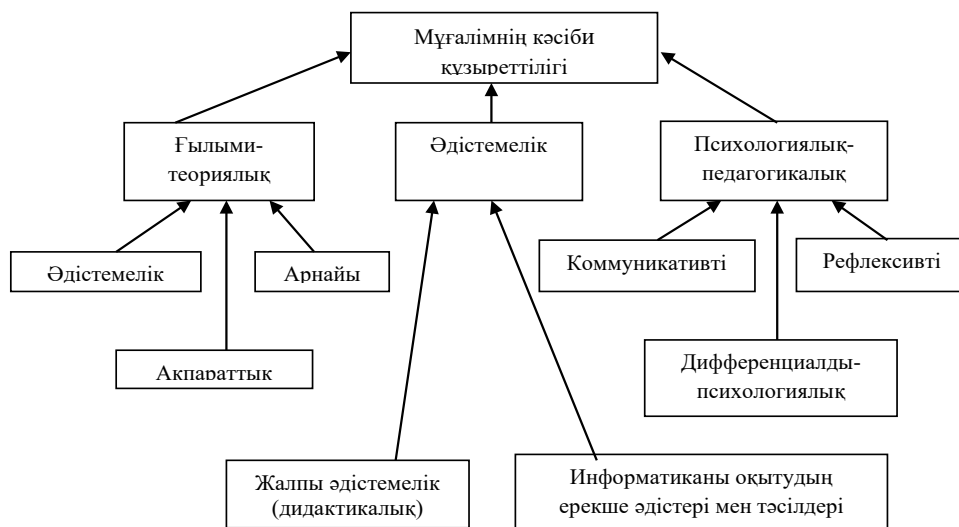 Мұғалімнің кәсіби
құзыреттілігі
Ғылыми-
теориялық
Әдістемелік
Психологиялық-
педагогикалық
Әдістемелік
Арнайы
Коммуникативті
Рефлексивті
Ақпараттық
Дифференциалды-
психологиялық
Жалпы әдістемелік
(дидактикалық)
Информатиканы оқытудың
ерекше әдістері мен тәсілдері